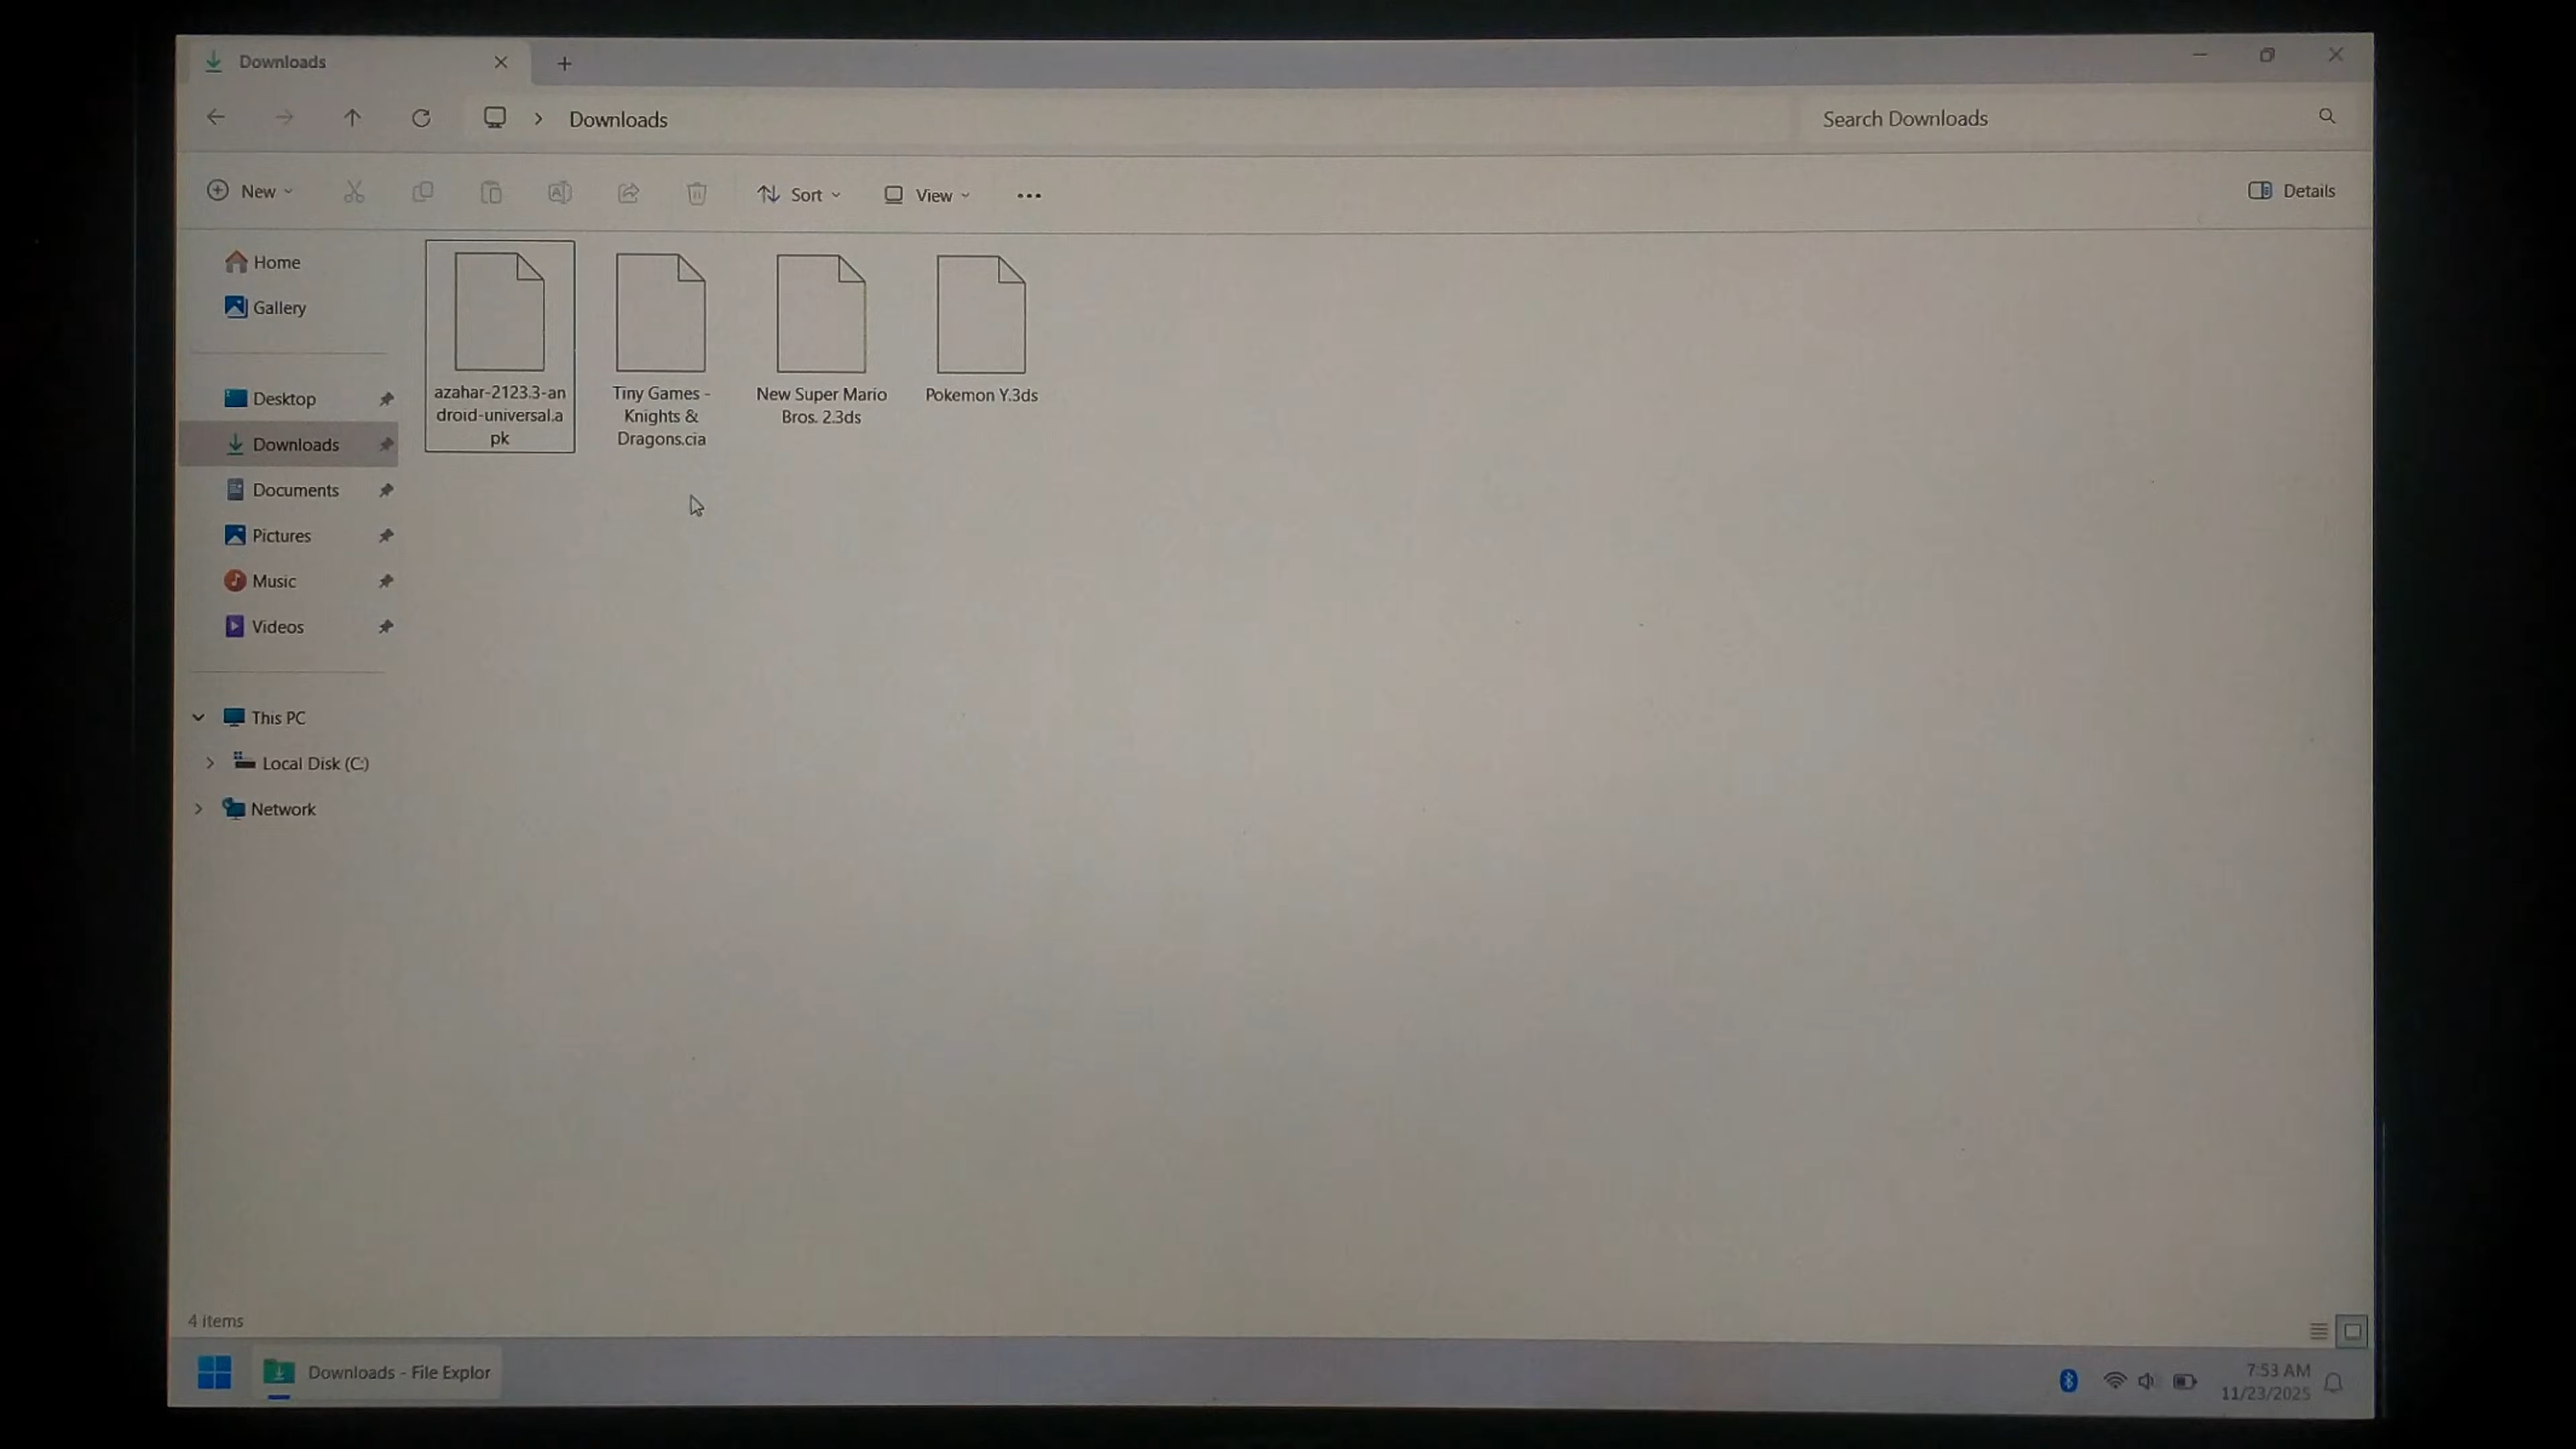 Downloads
Downloads
Search Downloads
New
Sort
View
Details
Home
Gallery
Desktop
Downloads
Documents
Pictures
Music
Videos
This PC
Local Disk (C:)
Network
azahar-2123.3-an
droid-universal.a
pk
Tiny Games -
Knights &
Dragons.cia
New Super Mario
Bros. 2.3ds
Pokemon Y.3ds
4 items
Downloads - File Explor
7:53 AM
11/23/2025